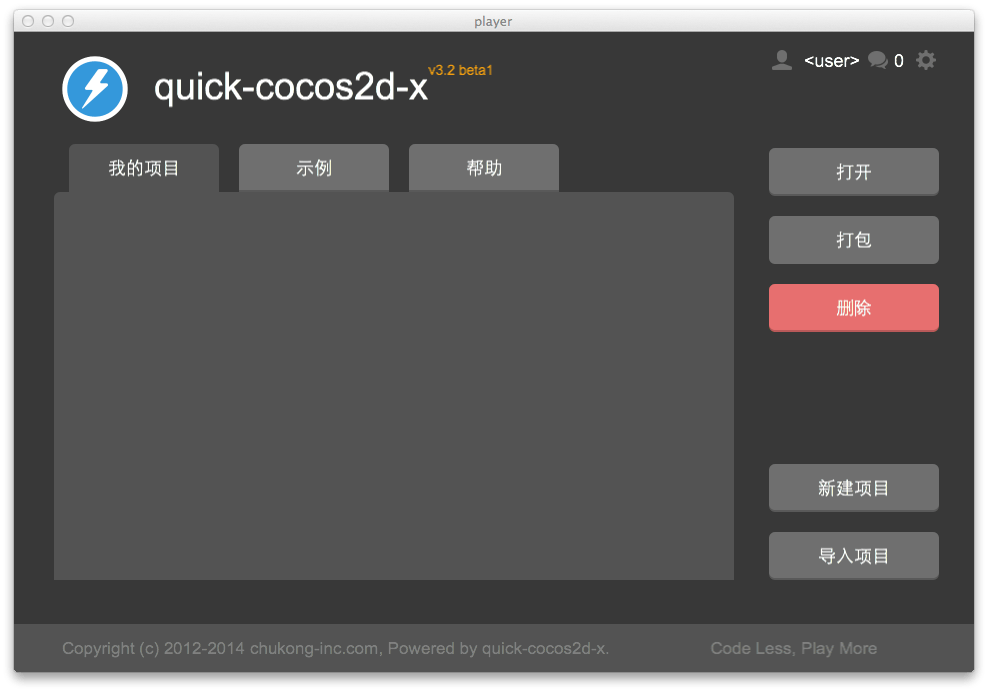 player
<user> 0
quick-cocos2d-x v3.2 beta1
我的项目 示例 帮助
打开
打包
删除
新建项目
导入项目
Copyright (c) 2012-2014 chukong-inc.com, Powered by quick-cocos2d-x. Code Less, Play More